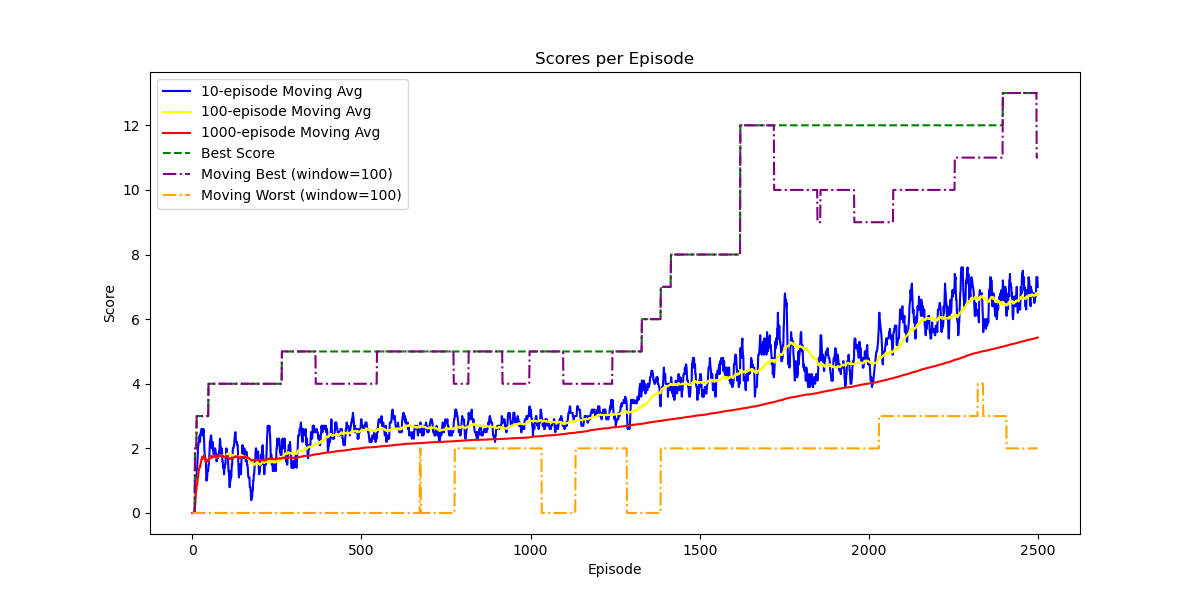 Scores per Episode
10-episode Moving Avg
100-episode Moving Avg
1000-episode Moving Avg
Best Score
Moving Best (window=100)
Moving Worst (window=100)
Score
12
10
8
6
4
2
0
0 500 1000 1500 2000 2500
Episode